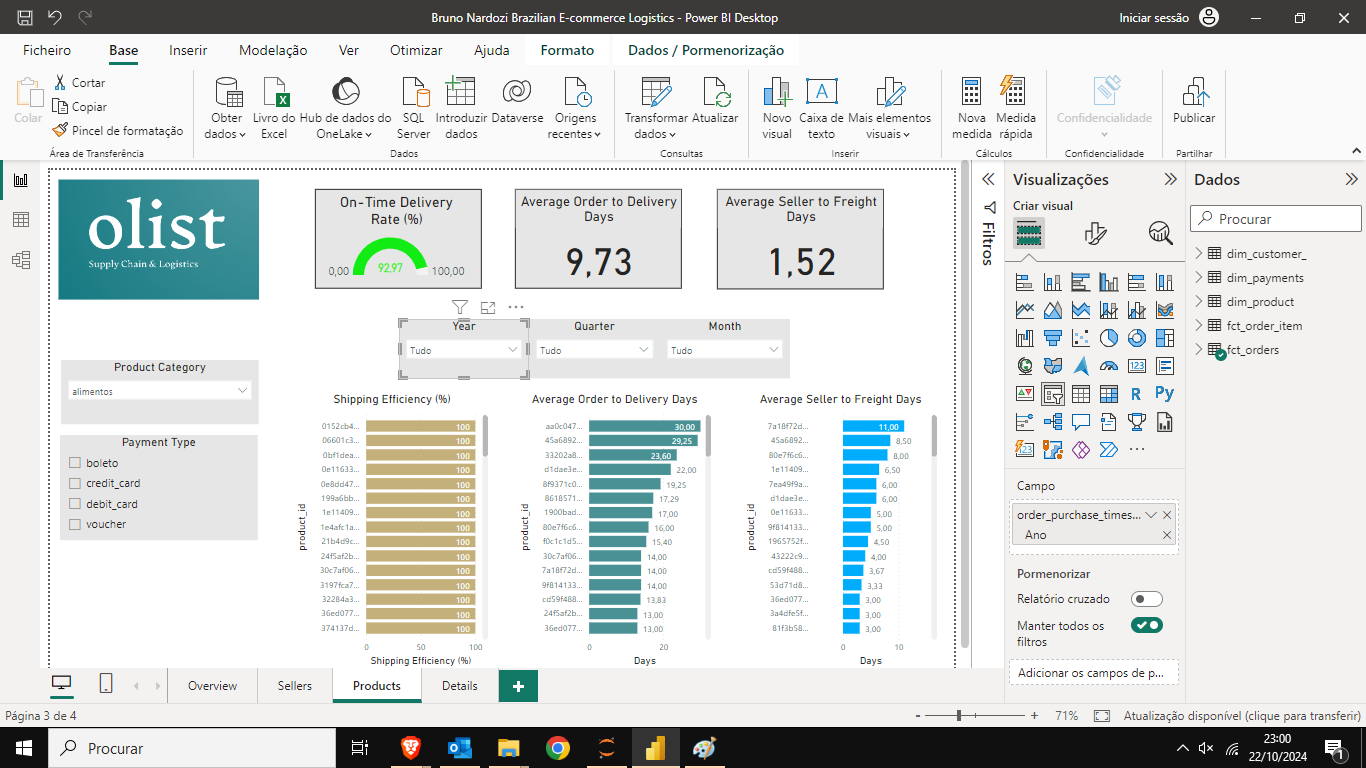 Bruno Nardozi Brazilian E-commerce Logistics - Power BI Desktop
Iniciar sessão
Ficheiro
Base
Inserir
Modelação
Ver
Otimizar
Ajuda
Formato
Dados / Pormenorização
Colar
Cortar
Copiar
Pincel de formatação
Área de Transferência
Obter
dados
Livro do
Excel
Hub de dados do
OneLake
SQL
Server
Introduzir
dados
Dataverse
Origens
recentes
Dados
Transformar
dados
Atualizar
Consultas
Novo
visual
A
Caixa de
texto
Mais elementos
visuais
Inserir
Nova
medida
Medida
rápida
Cálculos
Confidencialidade
Confidencialidade
Publicar
Partilhar
olist
Supply Chain & Logistics
On-Time Delivery
Rate (%)
0,00
92.97
100,00
Average Order to Delivery
Days
9,73
Average Seller to Freight
Days
1,52
Year
Tudo
Quarter
Tudo
Month
Tudo
Product Category
alimentos
Payment Type
boleto
credit_card
debit_card
voucher
Shipping Efficiency (%)
product_id
0152cb4... 100
06601c3... 100
0bf1dea... 100
0e11633... 100
0e8dd47... 100
199a6bb... 100
1e11409... 100
1e4afc1a... 100
21b4d9c... 100
24f5af2b... 100
30c7af06... 100
3197fca7... 100
32284a3... 100
36ed077... 100
374137d... 100
0 50 100
Shipping Efficiency (%)
Average Order to Delivery Days
product_id
aa0c047... 30,00
45a6892... 29,25
33202a8... 23,60
d1dae3e... 22,00
8f9371c0... 19,25
8618571... 17,29
1900bad... 17,00
80e7f6c6... 16,00
f0c1c1d5... 15,40
30c7af06... 14,00
7a18f72d... 14,00
9f814133... 14,00
cd59f488... 13,83
24f5af2b... 13,00
36ed077... 13,00
0 20
Days
Average Seller to Freight Days
product_id
7a18f72d... 11,00
45a6892... 8,50
80e7f6c6... 8,00
1e11409... 6,50
7ea49f9a... 6,00
d1dae3e... 6,00
0e11633... 5,00
9f814133... 5,00
1965752f... 4,50
43222c9... 4,00
cd59f488... 3,67
53d71d8... 3,33
36ed077... 3,00
3a4dfe5f... 3,00
81f3b58... 3,00
0 10
Days
Filtros
Visualizações
Criar visual
123
R
Py
123
Campo
order_purchase_times...
Ano
Pormenorizar
Relatório cruzado
Manter todos os
filtros
Adicionar os campos de p...
Dados
Procurar
dim_customer_
dim_payments
dim_product
fct_order_item
fct_orders
Overview
Sellers
Products
Details
+
Página 3 de 4
- + 71%
Atualização disponível (clique para transferir)
Procurar
23:00
22/10/2024
1